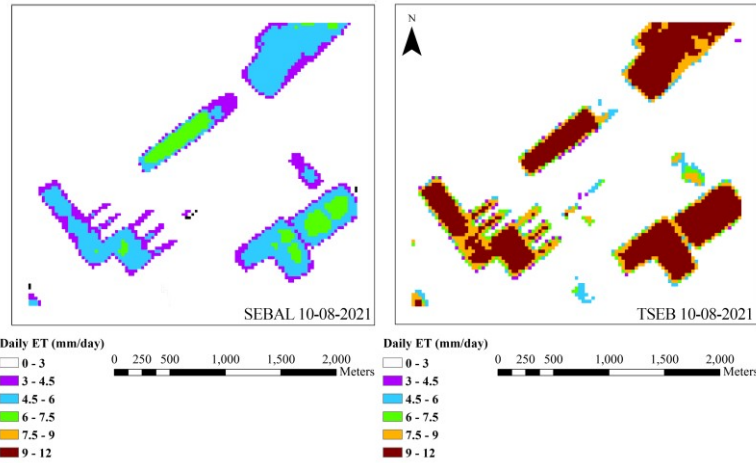 N
SEBAL 10-08-2021
TSEB 10-08-2021
Daily ET (mm/day)
0 - 3
3 - 4.5
4.5 - 6
6 - 7.5
7.5 - 9
9 - 12
0 250 500 1,000 1,500 2,000
Meters
Daily ET (mm/day)
0 - 3
3 - 4.5
4.5 - 6
6 - 7.5
7.5 - 9
9 - 12
0 250 500 1,000 1,500 2,000
Meters